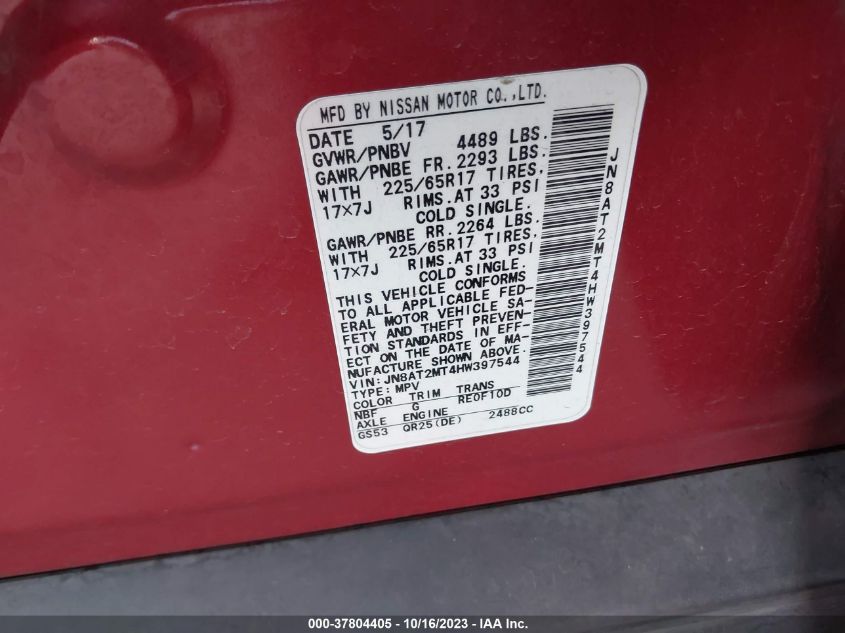 MFD BY NISSAN MOTOR CO.,LTD.
DATE 5/17
GVWR/PNBV 4489 LBS.
GAWR/PNBE FR. 2293 LBS.
WITH 225/65R17 TIRES,
17×7J RIMS.AT 33 PSI
COLD SINGLE.
GAWR/PNBE RR. 2264 LBS.
WITH 225/65R17 TIRES,
17×7J RIMS.AT 33 PSI
COLD SINGLE.
THIS VEHICLE CONFORMS
TO ALL APPLICABLE FED-
ERAL MOTOR VEHICLE SA-
FETY AND THEFT PREVEN-
TION STANDARDS IN EFF-
ECT ON THE DATE OF MA-
NUFACTURE SHOWN ABOVE.
VIN: JN8AT2MT4HW397544
TYPE: MPV
COLOR TRIM TRANS
NBF G RE0F10D
AXLE ENGINE
GS53 QR25(DE) 2488CC
JN8AT2MT4HW397544
000-37804405 - 10/16/2023 - IAA Inc.